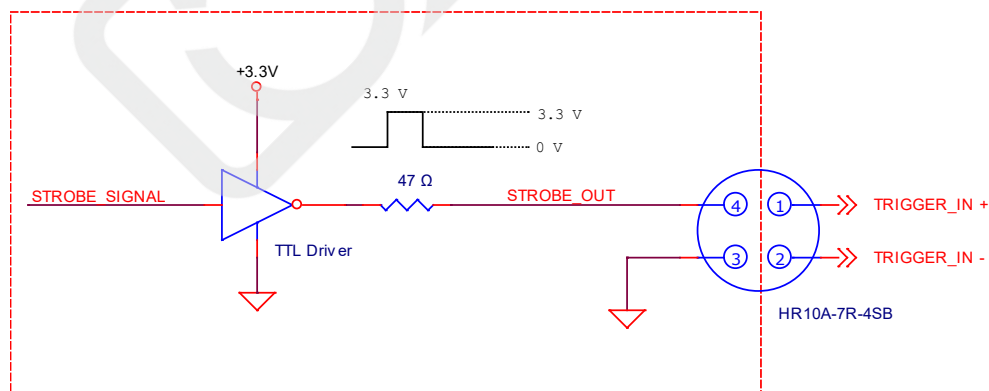 +3.3V
3.3 V
3.3 V
0 V
STROBE_SIGNAL
47 Ω
STROBE_OUT
TTL Driver
4
1
TRIGGER_IN +
3
2
TRIGGER_IN -
HR10A-7R-4SB